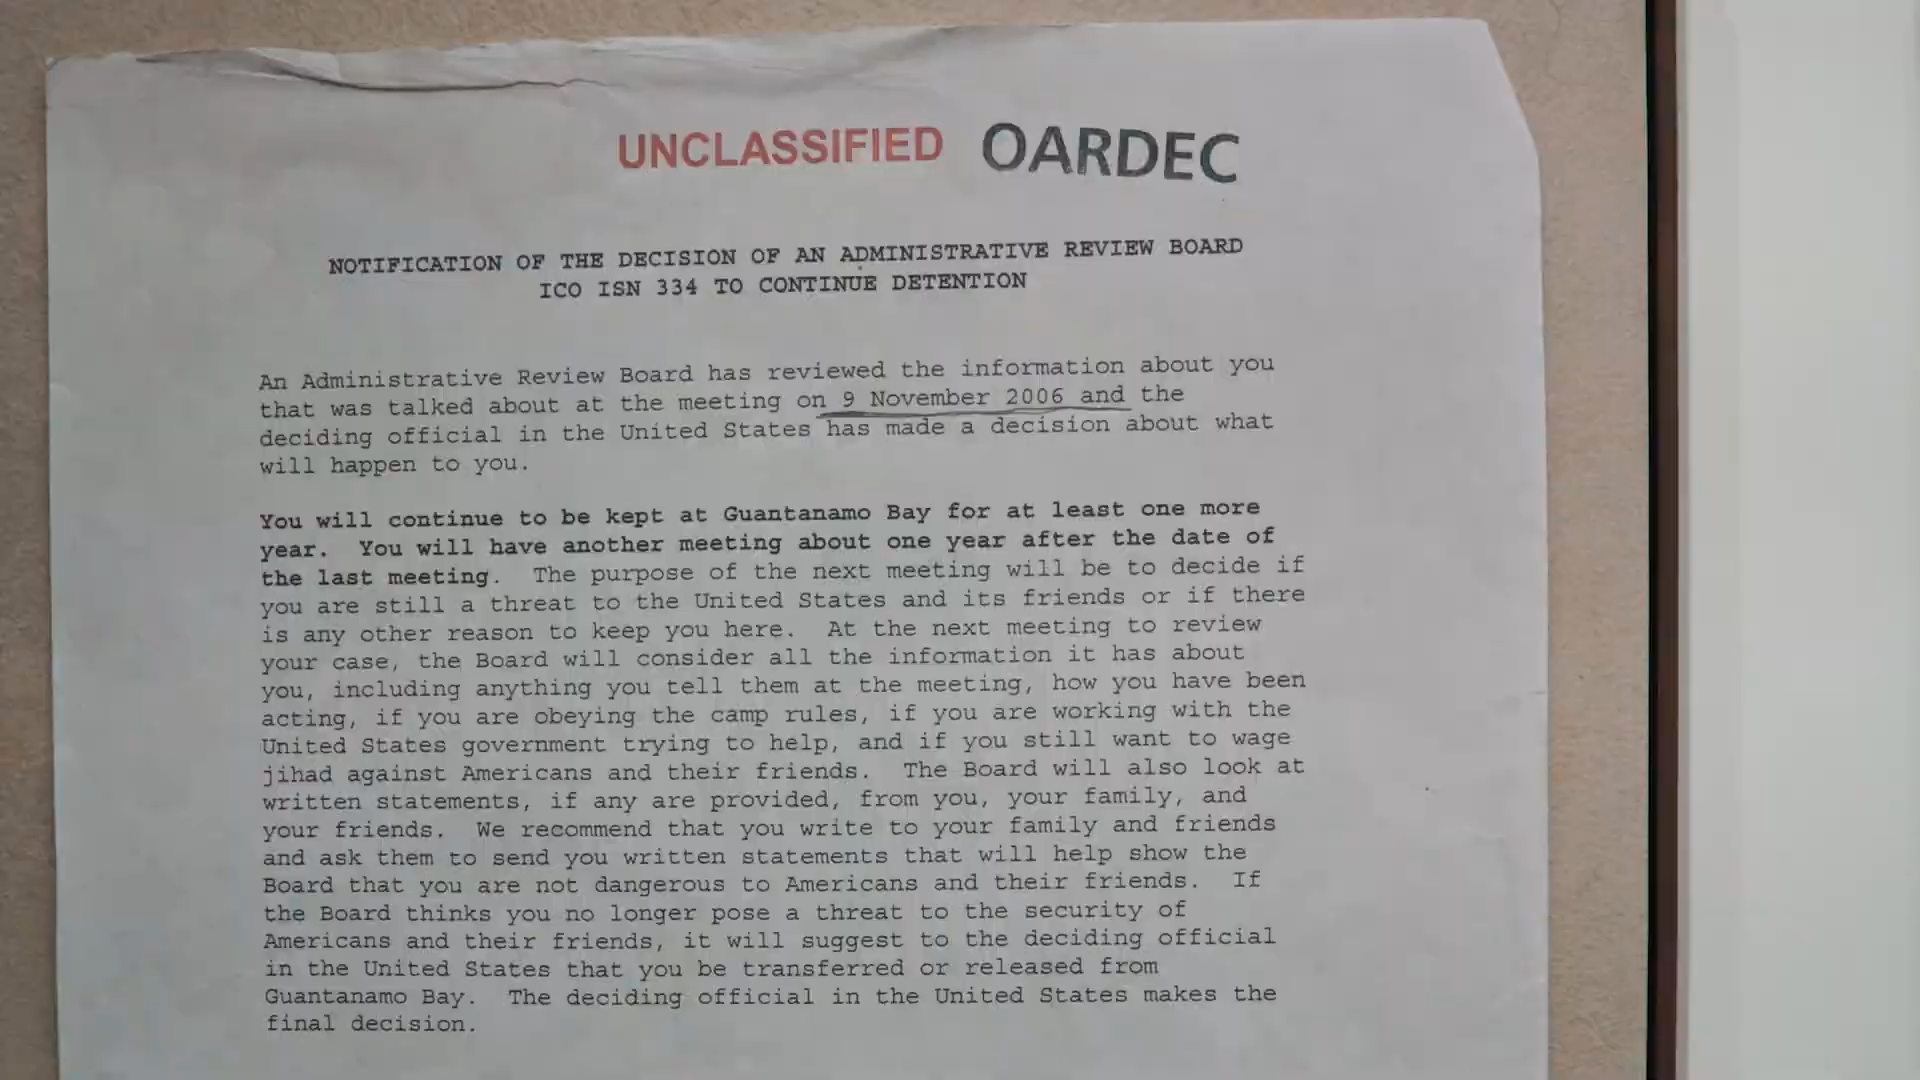 UNCLASSIFIED OARDEC
NOTIFICATION OF THE DECISION OF AN ADMINISTRATIVE REVIEW BOARD
ICO ISN 334 TO CONTINUE DETENTION
An Administrative Review Board has reviewed the information about you
that was talked about at the meeting on 9 November 2006 and the
deciding official in the United States has made a decision about what
will happen to you.
You will continue to be kept at Guantanamo Bay for at least one more
year. You will have another meeting about one year after the date of
the last meeting. The purpose of the next meeting will be to decide if
you are still a threat to the United States and its friends or if there
is any other reason to keep you here. At the next meeting to review
your case, the Board will consider all the information it has about
you, including anything you tell them at the meeting, how you have been
acting, if you are obeying the camp rules, if you are working with the
United States government trying to help, and if you still want to wage
jihad against Americans and their friends. The Board will also look at
written statements, if any are provided, from you, your family, and
your friends. We recommend that you write to your family and friends
and ask them to send you written statements that will help show the
Board that you are not dangerous to Americans and their friends. If
the Board thinks you no longer pose a threat to the security of
Americans and their friends, it will suggest to the deciding official
in the United States that you be transferred or released from
Guantanamo Bay. The deciding official in the United States makes the
final decision.